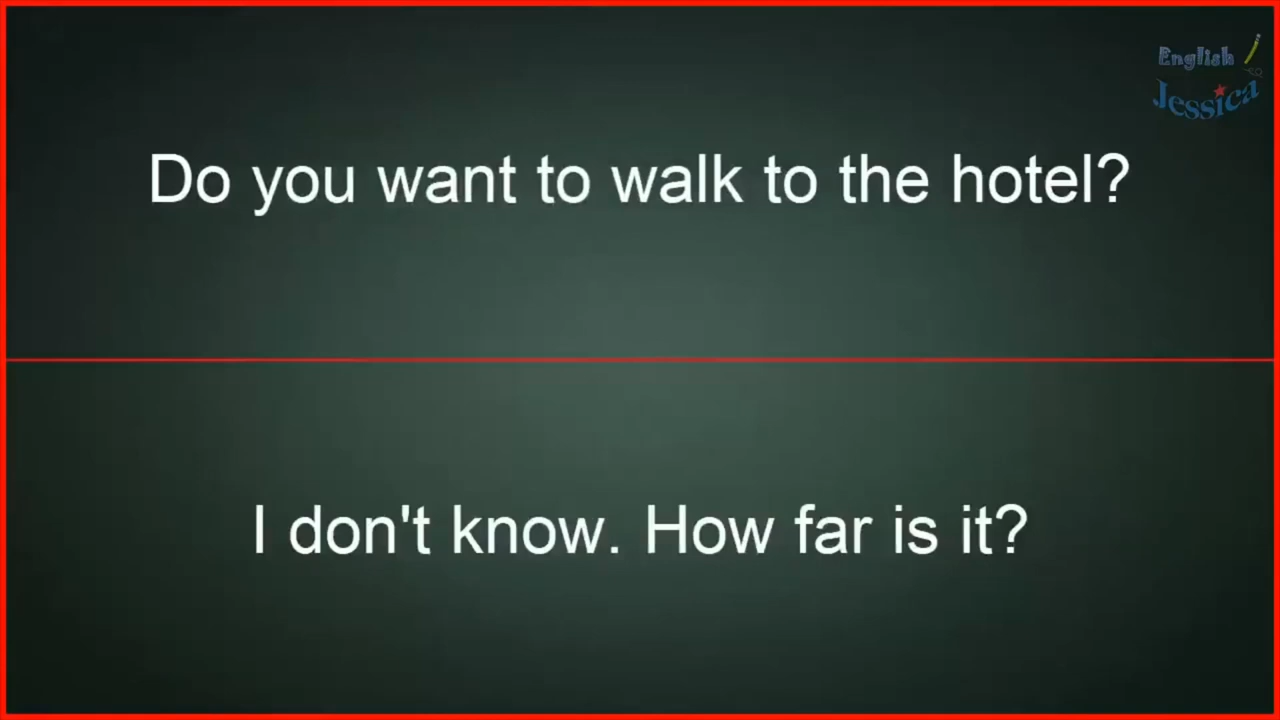 English
Jessica
Do you want to walk to the hotel?
I don't know. How far is it?